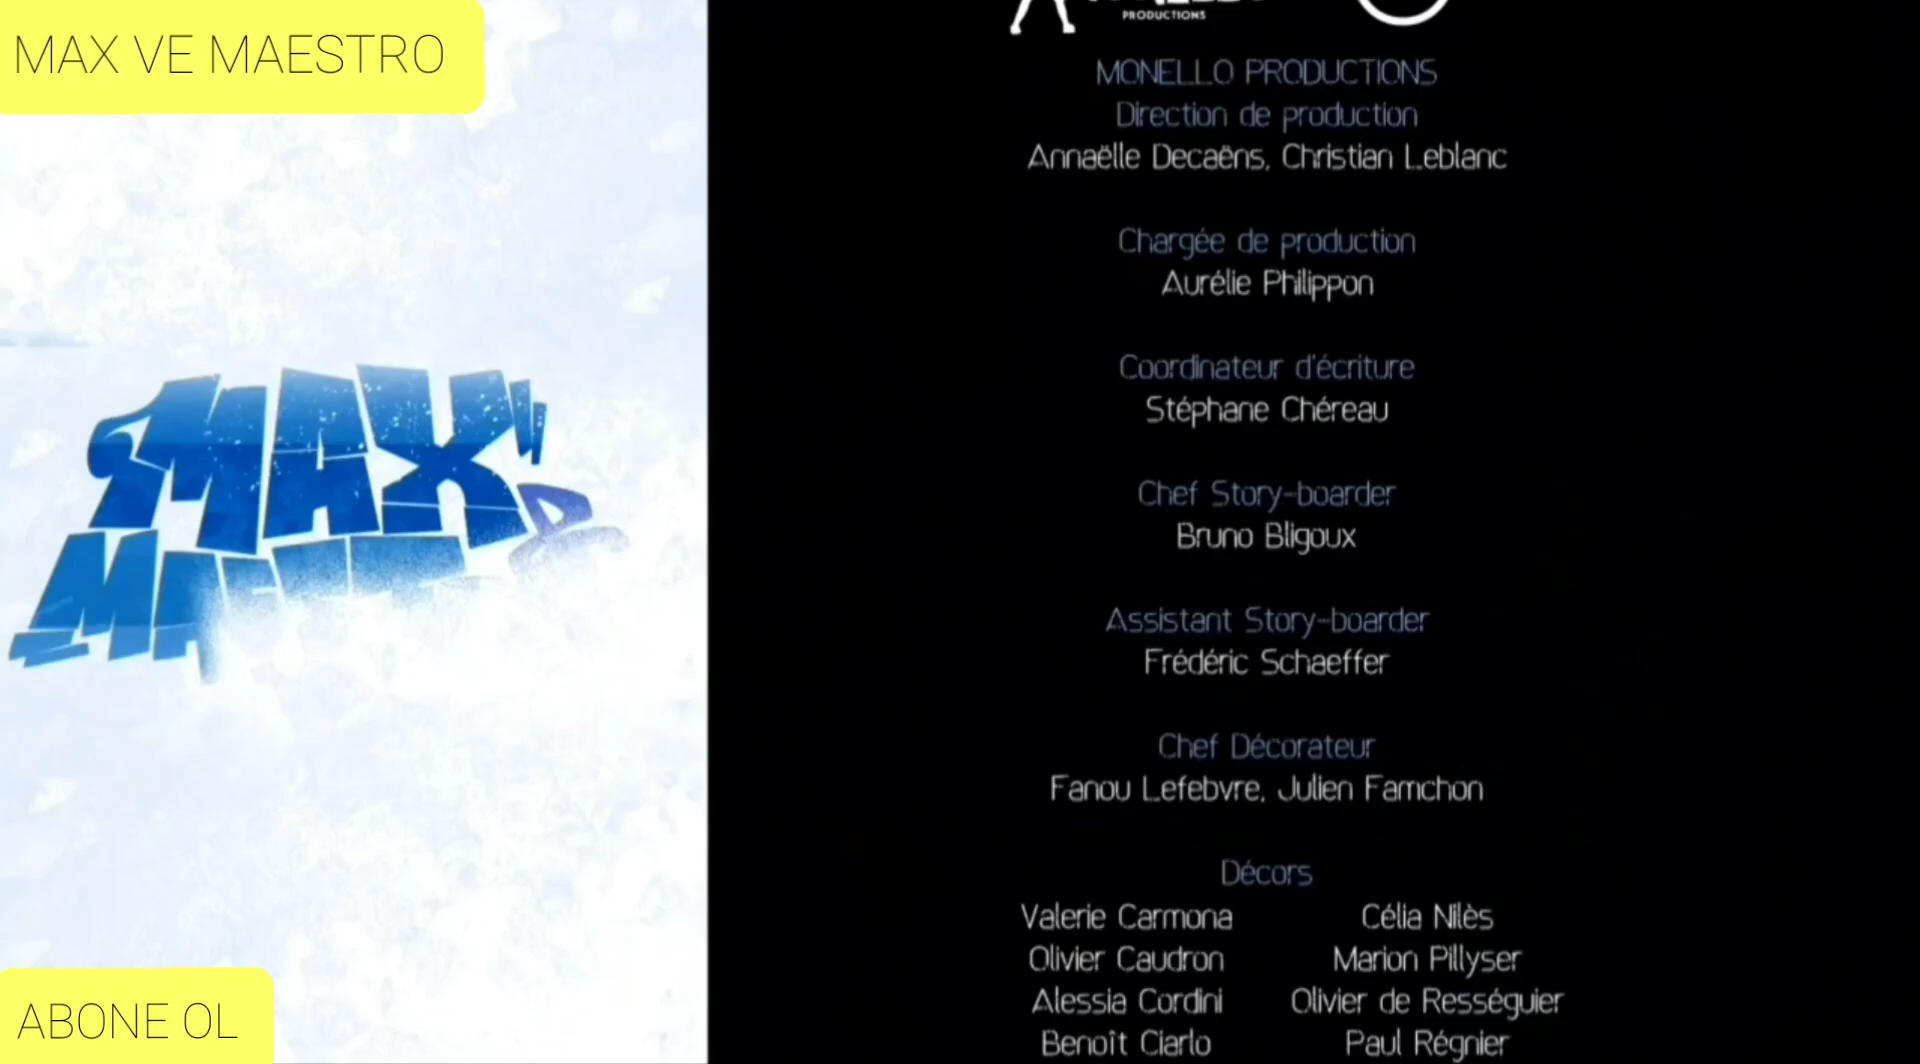 MAX VE MAESTRO
MAX
PRODUCTIONS
MONELLO PRODUCTIONS
Direction de production
Annaëlle Decaëns, Christian Leblanc
Chargée de production
Aurélie Philippon
Coordinateur d'écriture
Stéphane Chéreau
Chef Story-boarder
Bruno Bligoux
Assistant Story-boarder
Frédéric Schaeffer
Chef Décorateur
Fanou Lefebvre, Julien Farnchon
Décors
Valerie Carmona Célia Nilès
Olivier Caudron Marion Pillyser
Alessia Cordini Olivier de Rességuier
Benoît Ciarlo Paul Régnier
ABONE OL